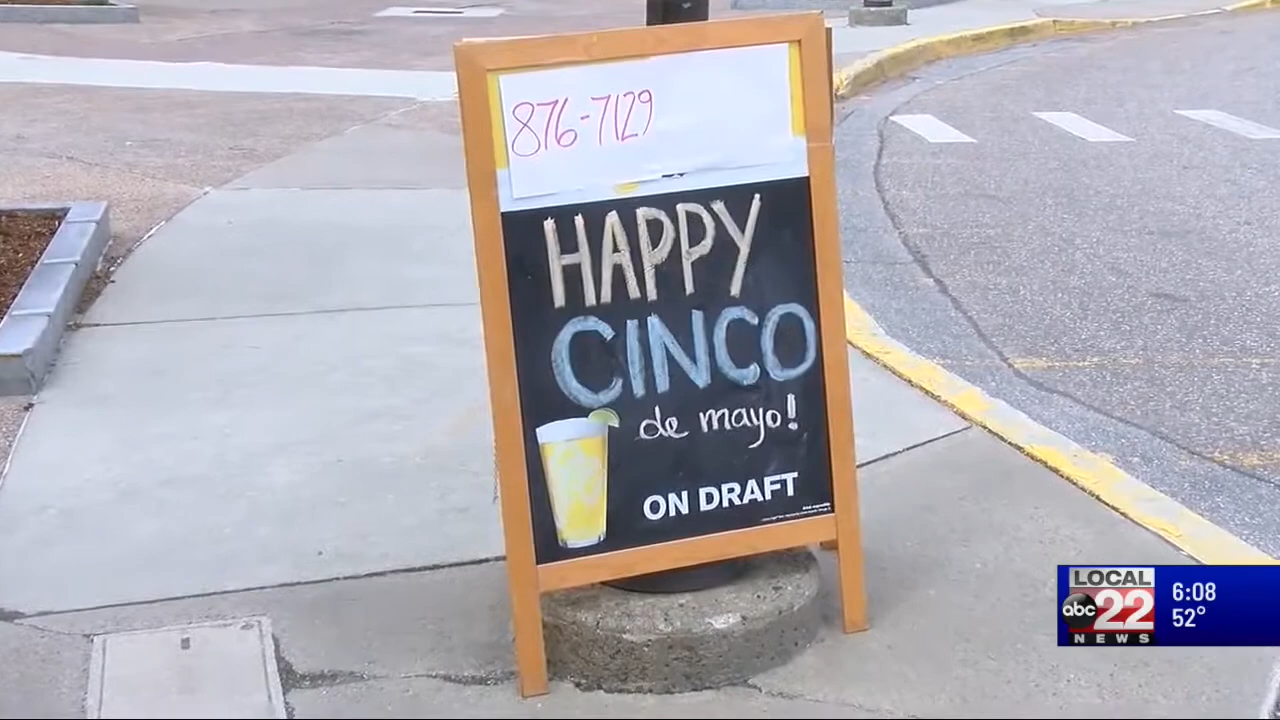 876-7129
HAPPY
CINCO
de mayo!
ON DRAFT
LOCAL
abc 22
NEWS
6:08
52°